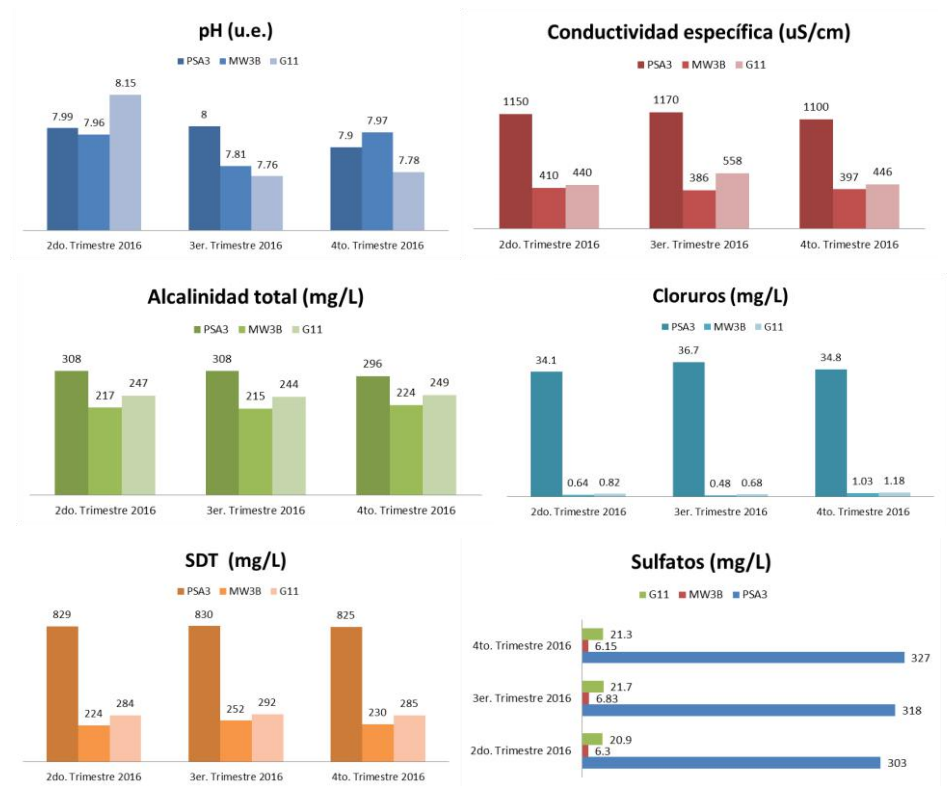 pH (u.e.)
PSA3 MW3B G11
7.99 7.96 8.15
8 7.81 7.76
7.9 7.97 7.78
2do. Trimestre 2016 3er. Trimestre 2016 4to. Trimestre 2016
Conductividad específica (uS/cm)
PSA3 MW3B G11
1150 410 440
1170 386 558
1100 397 446
2do. Trimestre 2016 3er. Trimestre 2016 4to. Trimestre 2016
Alcalinidad total (mg/L)
PSA3 MW3B G11
308 217 247
308 215 244
296 224 249
2do. Trimestre 2016 3er. Trimestre 2016 4to. Trimestre 2016
Cloruros (mg/L)
PSA3 MW3B G11
34.1 0.64 0.82
36.7 0.48 0.68
34.8 1.03 1.18
2do. Trimestre 2016 3er. Trimestre 2016 4to. Trimestre 2016
SDT (mg/L)
PSA3 MW3B G11
829 224 284
830 252 292
825 230 285
2do. Trimestre 2016 3er. Trimestre 2016 4to. Trimestre 2016
Sulfatos (mg/L)
G11 MW3B PSA3
4to. Trimestre 2016 21.3 6.15 327
3er. Trimestre 2016 21.7 6.83 318
2do. Trimestre 2016 20.9 6.3 303